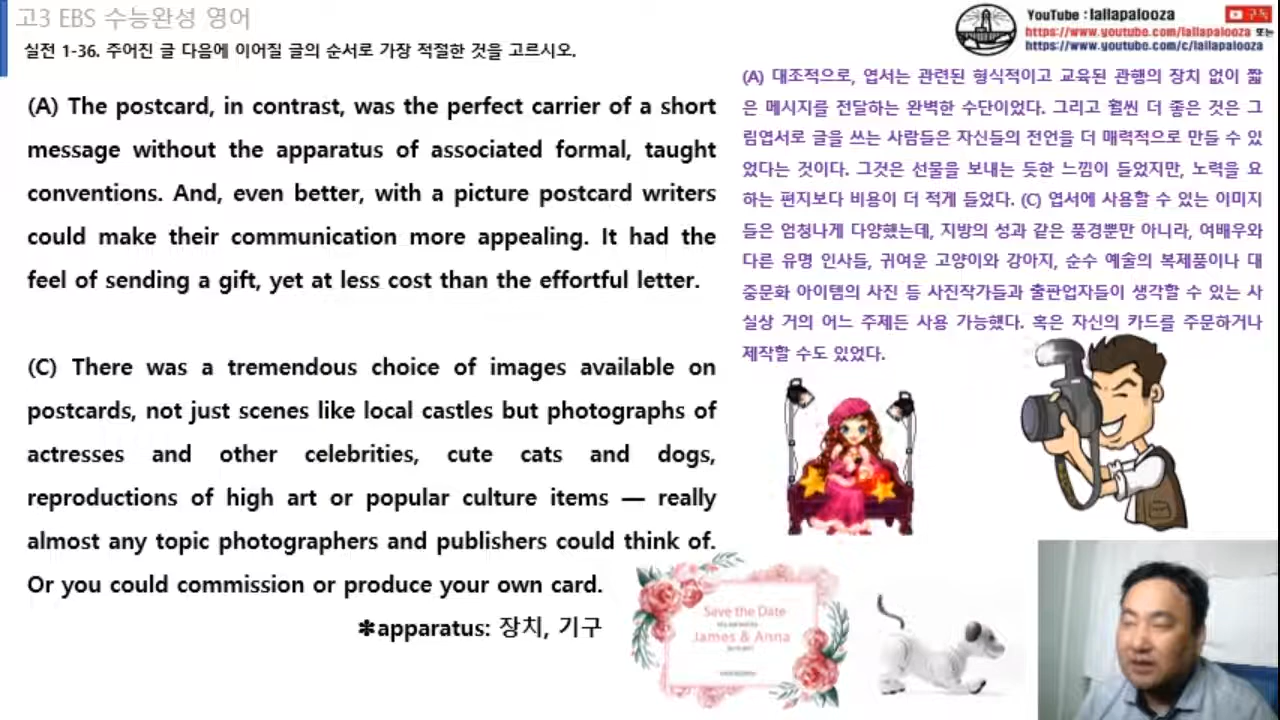 고3 EBS 수능완성 영어
실전 1-36. 주어진 글 다음에 이어질 글의 순서로 가장 적절한 것을 고르시오.
YouTube : lallapalooza
구독
https://www.youtube.com/lallapalooza 또는
https://www.youtube.com/c/lallapalooza
(A) The postcard, in contrast, was the perfect carrier of a short
message without the apparatus of associated formal, taught
conventions. And, even better, with a picture postcard writers
could make their communication more appealing. It had the
feel of sending a gift, yet at less cost than the effortful letter.
(C) There was a tremendous choice of images available on
postcards, not just scenes like local castles but photographs of
actresses and other celebrities, cute cats and dogs,
reproductions of high art or popular culture items — really
almost any topic photographers and publishers could think of.
Or you could commission or produce your own card.
✽apparatus: 장치, 기구
(A) 대조적으로, 엽서는 관련된 형식적이고 교육된 관행의 장치 없이 짧
은 메시지를 전달하는 완벽한 수단이었다. 그리고 훨씬 더 좋은 것은 그
림엽서로 글을 쓰는 사람들은 자신들의 전언을 더 매력적으로 만들 수 있
었다는 것이다. 그것은 선물을 보내는 듯한 느낌이 들었지만, 노력을 요
하는 편지보다 비용이 더 적게 들었다. (C) 엽서에 사용할 수 있는 이미지
들은 엄청나게 다양했는데, 지방의 성과 같은 풍경뿐만 아니라, 여배우와
다른 유명 인사들, 귀여운 고양이와 강아지, 순수 예술의 복제품이나 대
중문화 아이템의 사진 등 사진작가들과 출판업자들이 생각할 수 있는 사
실상 거의 어느 주제든 사용 가능했다. 혹은 자신의 카드를 주문하거나
제작할 수도 있었다.
Save the Date
James & Anna